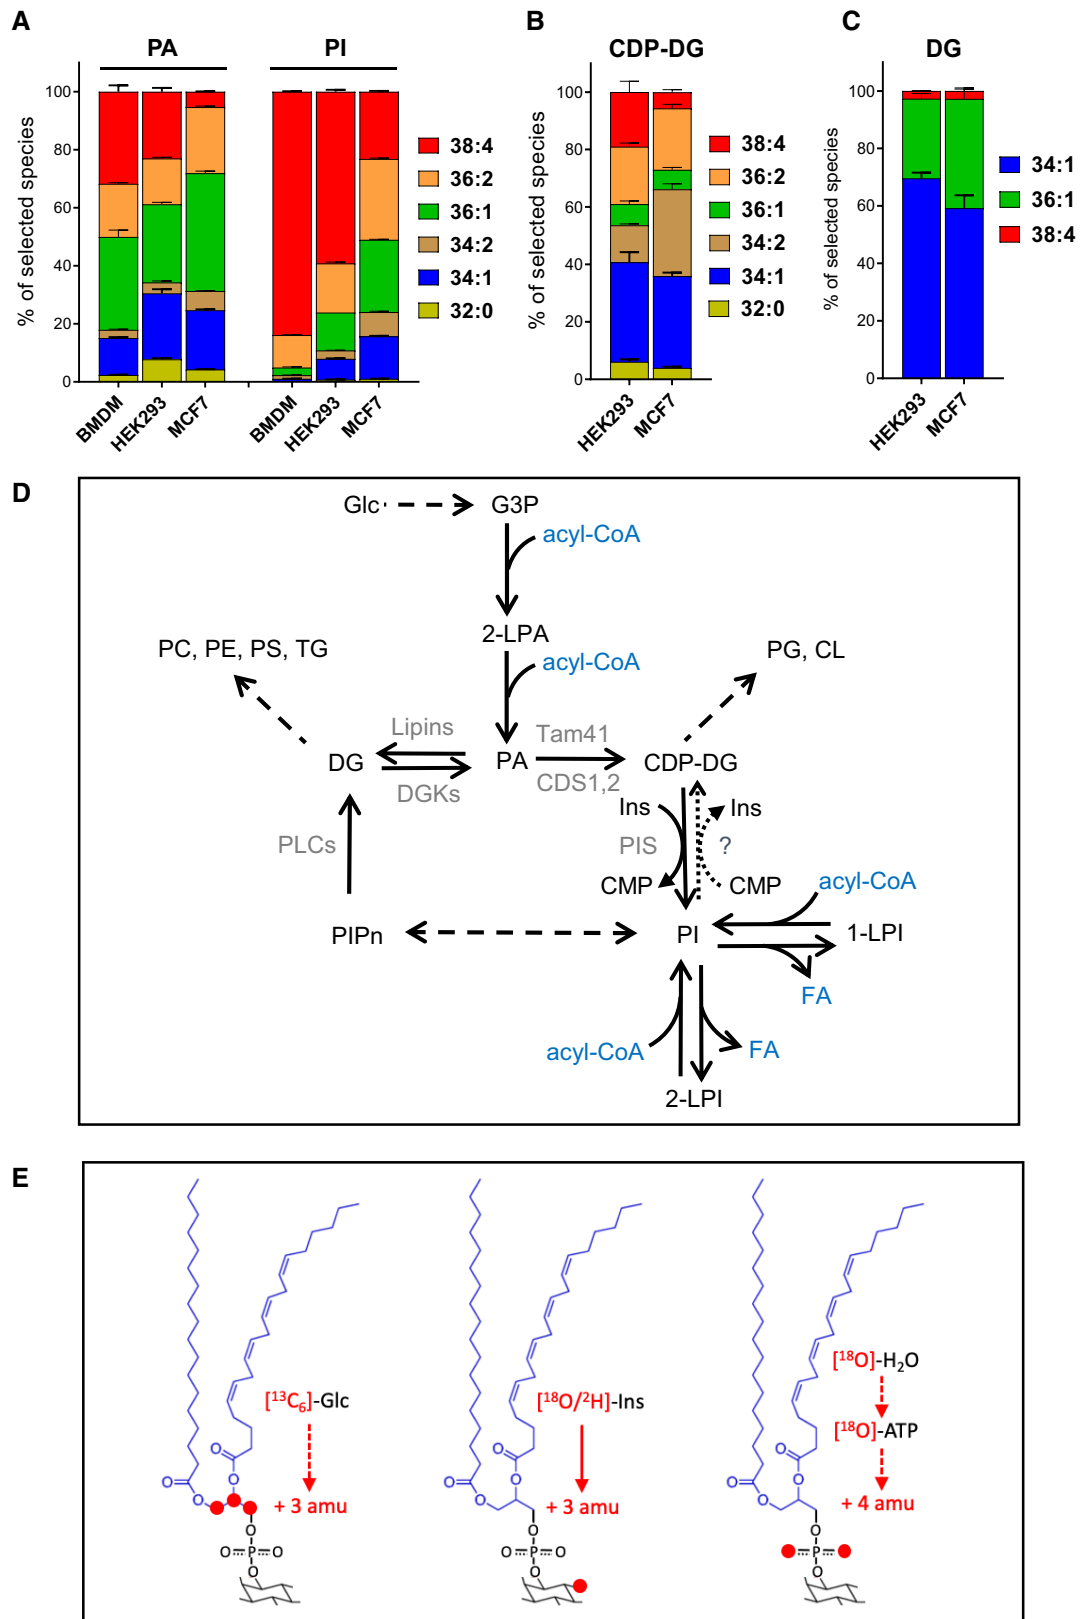 A
PA
PI
% of selected species
100
80
60
40
20
0
BMDM
HEK293
MCF7
BMDM
HEK293
MCF7
38:4
36:2
36:1
34:2
34:1
32:0
B
CDP-DG
% of selected species
100
80
60
40
20
0
HEK293
MCF7
38:4
36:2
36:1
34:2
34:1
32:0
C
DG
% of selected species
100
80
60
40
20
0
HEK293
MCF7
34:1
36:1
38:4
D
Glc
G3P
acyl-CoA
2-LPA
acyl-CoA
PC, PE, PS, TG
PG, CL
Lipins
Tam41
DG
PA
CDP-DG
DGKs
CDS1,2
Ins
Ins
PLCs
PIS
?
CMP
CMP
acyl-CoA
PIPn
PI
1-LPI
FA
acyl-CoA
FA
2-LPI
E
[13C6]-Glc
+ 3 amu
O
O
O
O
O
O P O
O
[18O/2H]-Ins
+ 3 amu
O
O
O
O
O
O P O
O
[18O]-H2O
[18O]-ATP
+ 4 amu
O
O
O
O
O
P
O